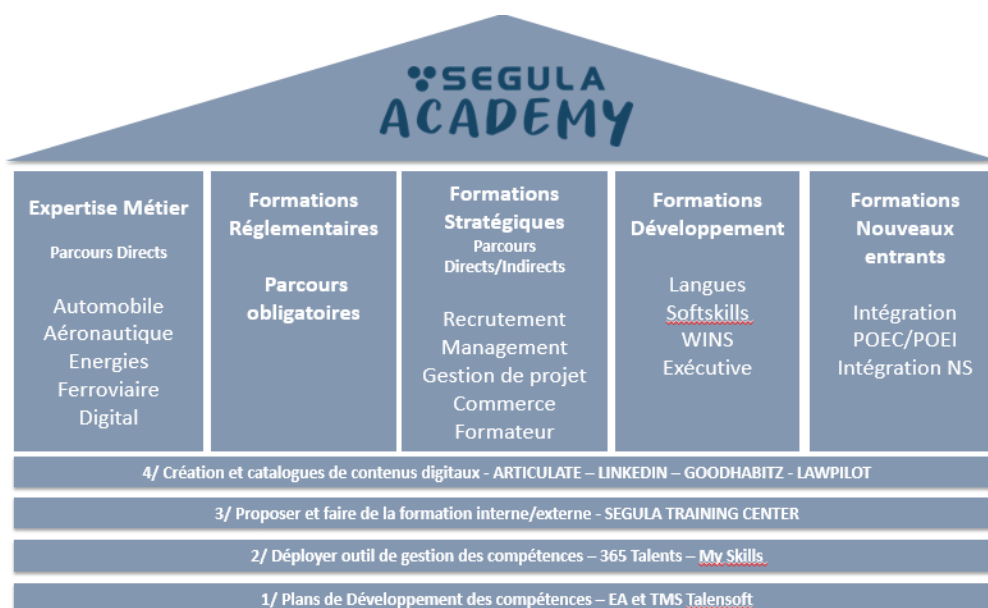 SEGULA
ACADEMY
Expertise Métier
Parcours Directs
Automobile
Aéronautique
Energies
Ferroviaire
Digital
Formations
Réglementaires
Parcours
obligatoires
Formations
Stratégiques
Parcours
Directs/Indirects
Recrutement
Management
Gestion de projet
Commerce
Formateur
Formations
Développement
Langues
Softskills
WINS
Exécutive
Formations
Nouveaux
entrants
Intégration
POEC/POEI
Intégration NS
4/ Création et catalogues de contenus digitaux - ARTICULATE – LINKEDIN – GOODHABITZ - LAWPILOT
3/ Proposer et faire de la formation interne/externe - SEGULA TRAINING CENTER
2/ Déployer outil de gestion des compétences – 365 Talents – My Skills
1/ Plans de Développement des compétences – EA et TMS Talensoft